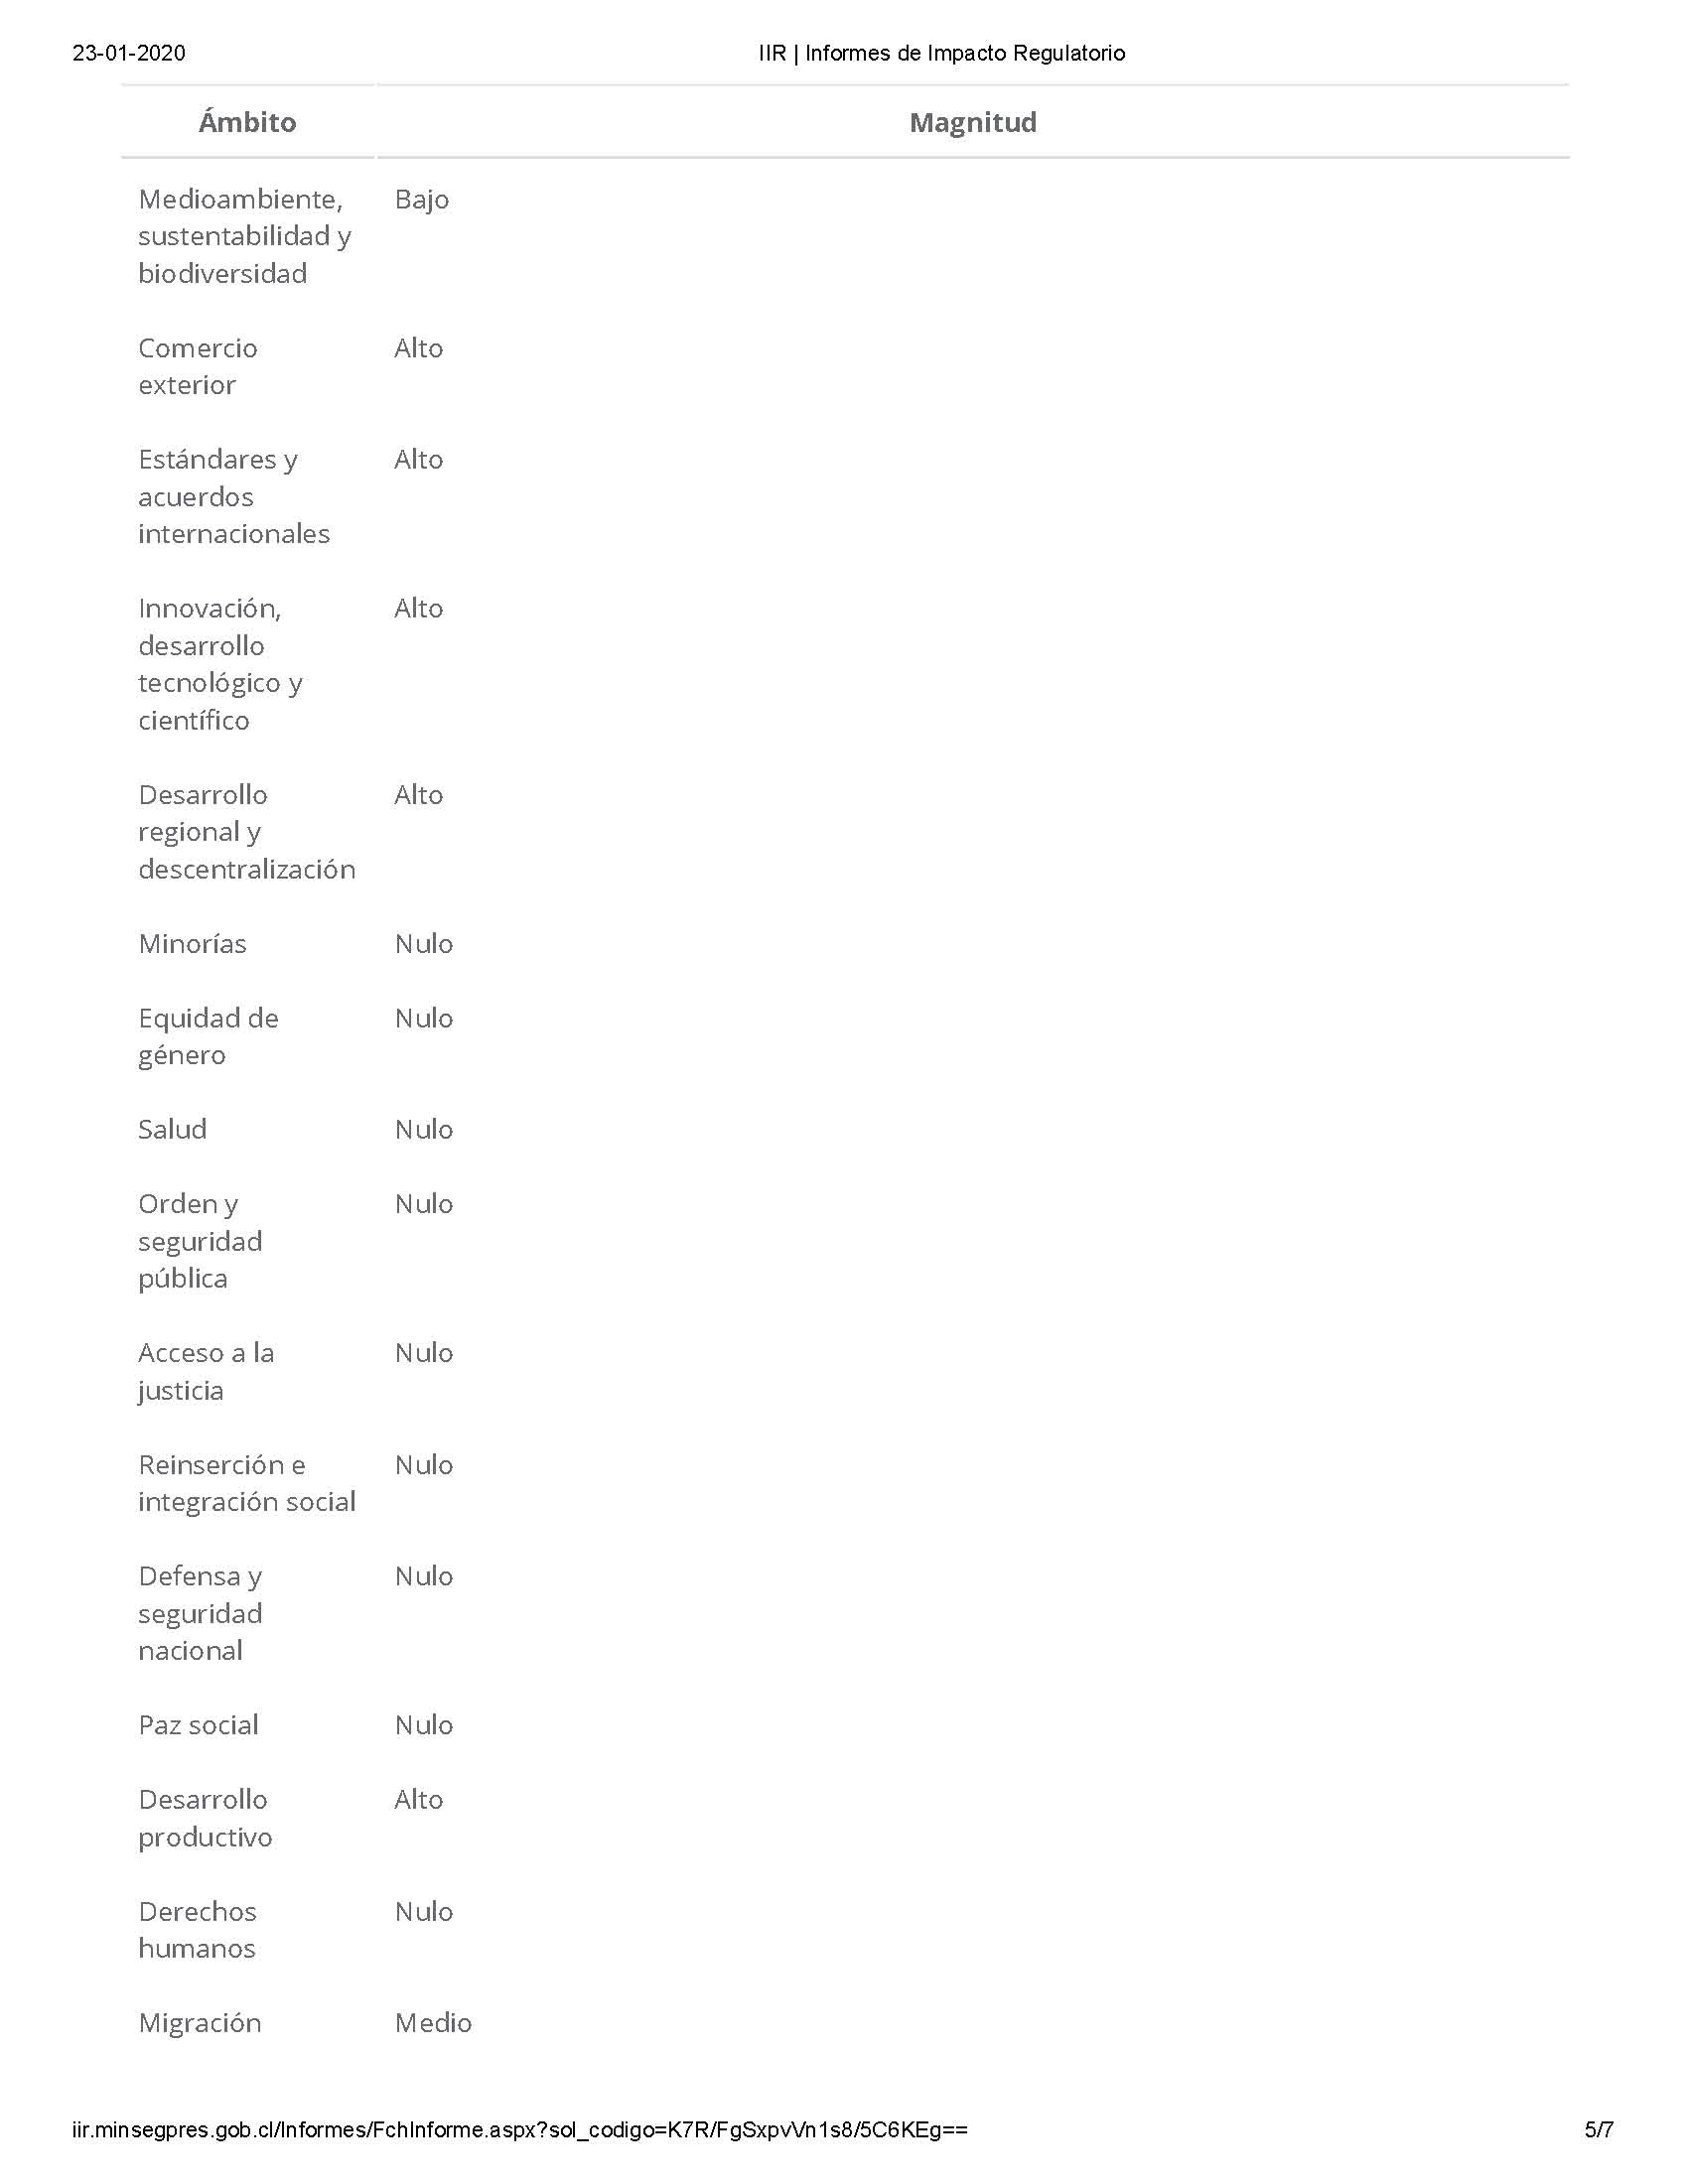 23-01-2020 IIR | Informes de Impacto Regulatorio
Ámbito Magnitud
Medioambiente, Bajo
sustentabilidad y
biodiversidad
Comercio Alto
exterior
Estándares y Alto
acuerdos
internacionales
Innovación, Alto
desarrollo
tecnológico y
científico
Desarrollo Alto
regional y
descentralización
Minorías Nulo
Equidad de Nulo
género
Salud Nulo
Orden y Nulo
seguridad
pública
Acceso a la Nulo
justicia
Reinserción e Nulo
integración social
Defensa y Nulo
seguridad
nacional
Paz social Nulo
Desarrollo Alto
productivo
Derechos Nulo
humanos
Migración Medio
iir.minsegpres.gob.cl/Informes/FchInforme.aspx?sol_codigo=K7R/FgSxpvVn1s8/5C6KEg== 5/7